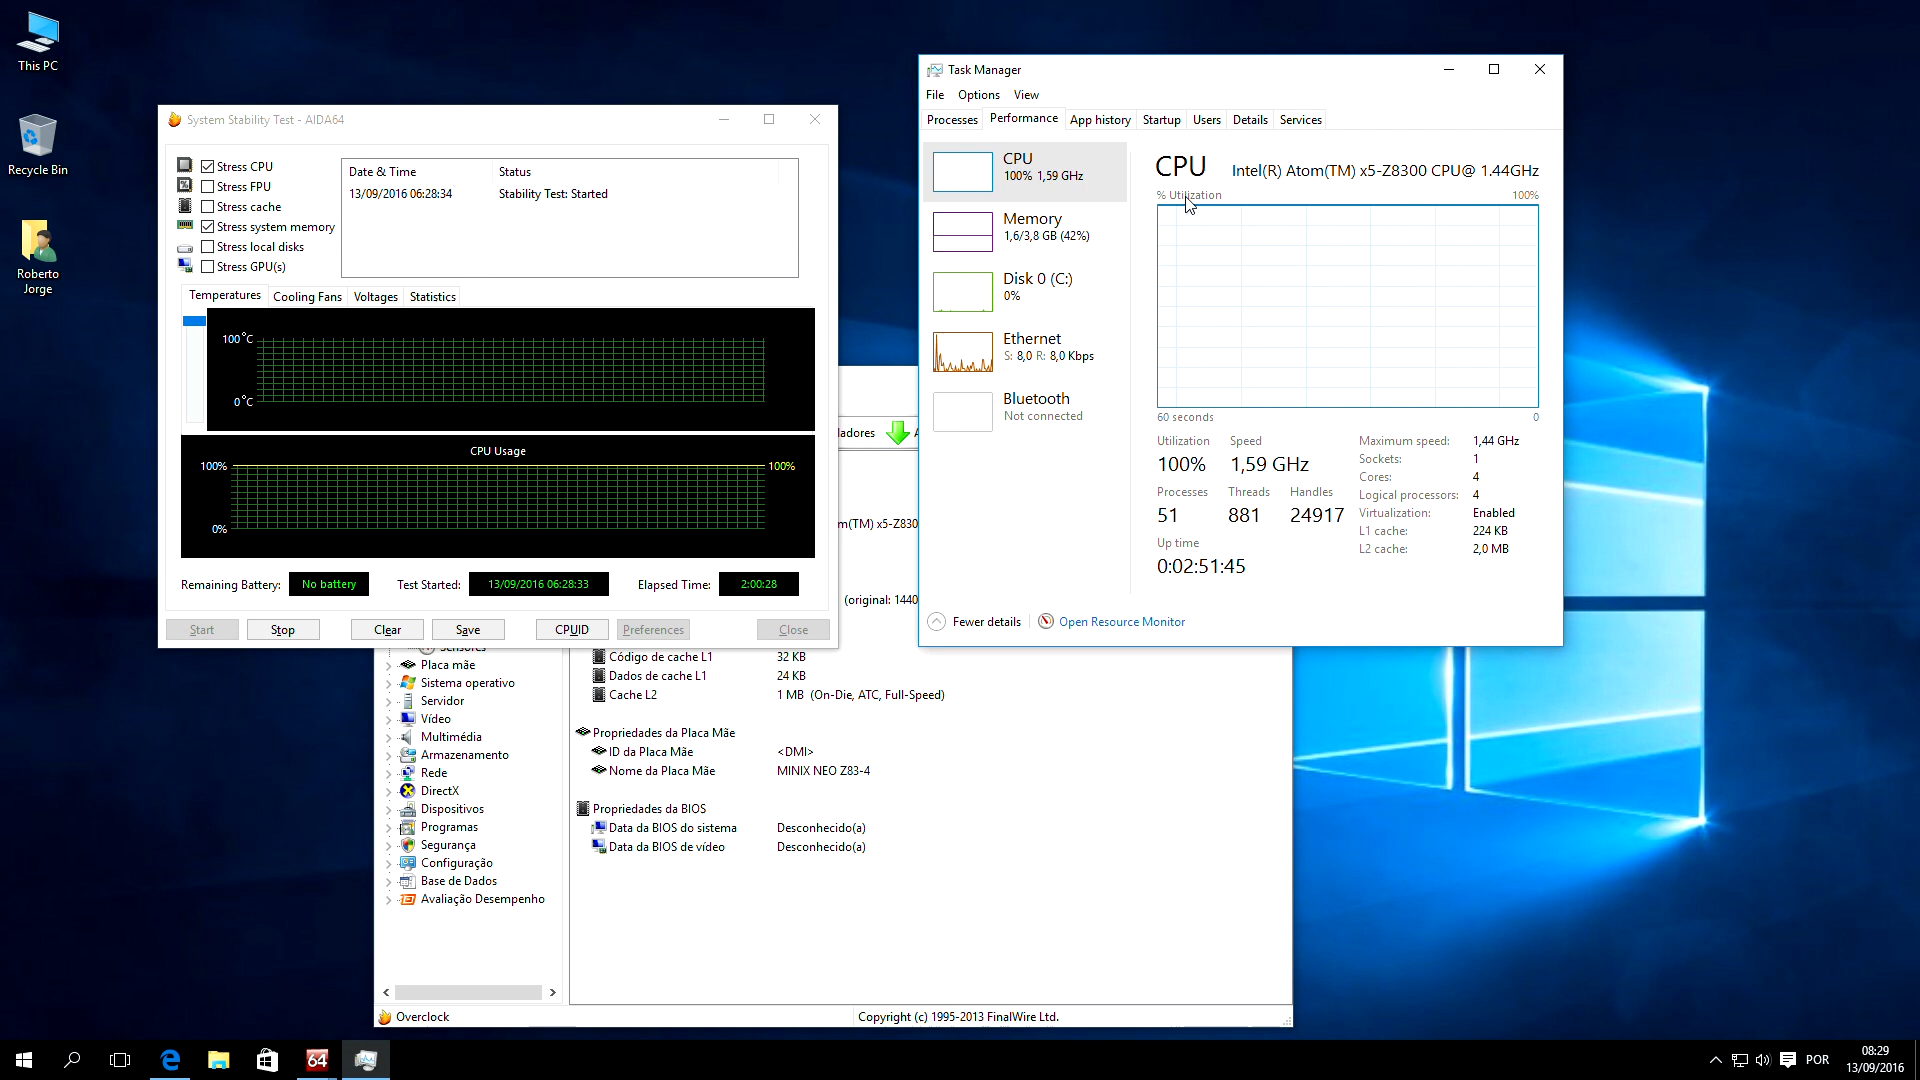 This PC
Recycle Bin
Roberto
Jorge
System Stability Test - AIDA64
Stress CPU
Stress FPU
Stress cache
Stress system memory
Stress local disks
Stress GPU(s)
Date & Time Status
13/09/2016 06:28:34 Stability Test: Started
Temperatures Cooling Fans Voltages Statistics
100°C
0°C
CPU Usage
100% 100%
0%
Remaining Battery: No battery Test Started: 13/09/2016 06:28:33 Elapsed Time: 2:00:28
Start Stop Clear Save CPUID Preferences Close
Task Manager
File Options View
Processes Performance App history Startup Users Details Services
CPU
100% 1,59 GHz
Memory
1,6/3,8 GB (42%)
Disk 0 (C:)
0%
Ethernet
S: 8,0 R: 8,0 Kbps
Bluetooth
Not connected
CPU Intel(R) Atom(TM) x5-Z8300 CPU@ 1.44GHz
% Utilization 100%
60 seconds 0
Utilization Speed
100% 1,59 GHz
Processes Threads Handles
51 881 24917
Up time
0:02:51:45
Maximum speed: 1,44 GHz
Sockets: 1
Cores: 4
Logical processors: 4
Virtualization: Enabled
L1 cache: 224 KB
L2 cache: 2,0 MB
Fewer details Open Resource Monitor
ladores A
m(TM) x5-Z830
(original: 1440
Sensores
Placa mãe
Sistema operativo
Servidor
Vídeo
Multimédia
Armazenamento
Rede
DirectX
Dispositivos
Programas
Segurança
Configuração
Base de Dados
Avaliação Desempenho
Código de cache L1 32 KB
Dados de cache L1 24 KB
Cache L2 1 MB (On-Die, ATC, Full-Speed)
Propriedades da Placa Mãe
ID da Placa Mãe <DMI>
Nome da Placa Mãe MINIX NEO Z83-4
Propriedades da BIOS
Data da BIOS do sistema Desconhecido(a)
Data da BIOS de vídeo Desconhecido(a)
Overclock Copyright (c) 1995-2013 FinalWire Ltd.
64
POR
08:29
13/09/2016